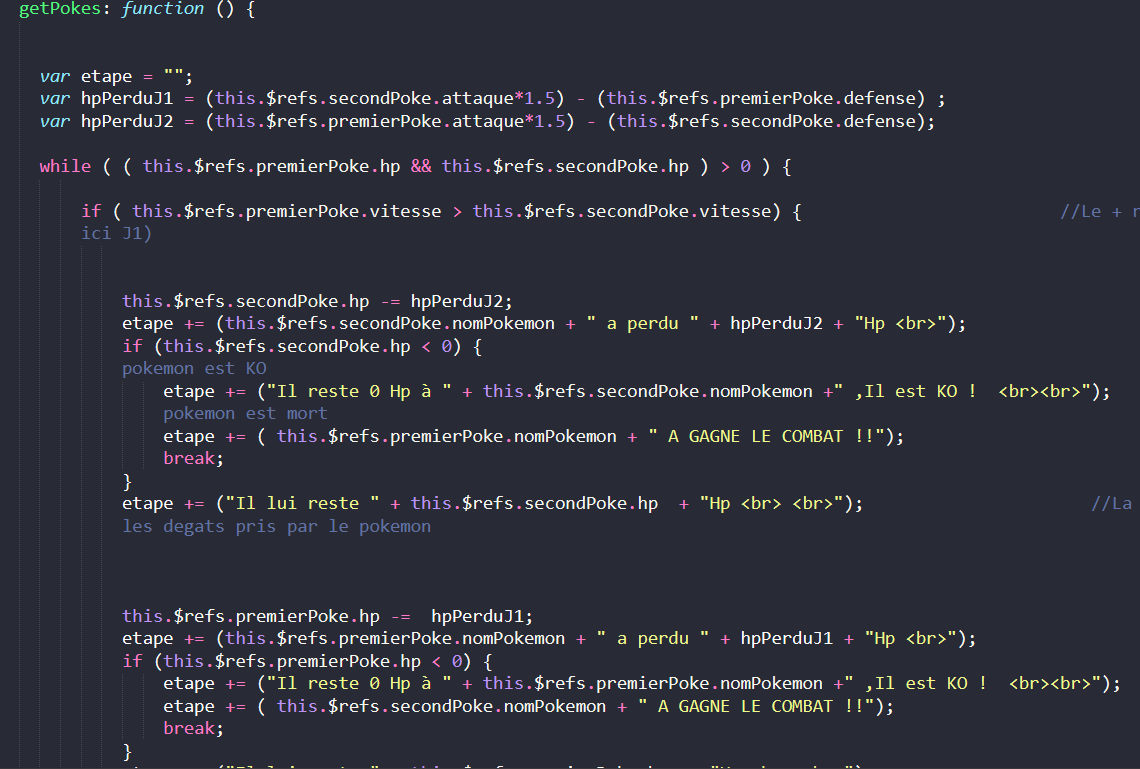 getPokes: function () {
var etape = "";
var hpPerduJ1 = (this.$refs.secondPoke.attaque*1.5) - (this.$refs.premierPoke.defense) ;
var hpPerduJ2 = (this.$refs.premierPoke.attaque*1.5) - (this.$refs.secondPoke.defense);
while ( ( this.$refs.premierPoke.hp && this.$refs.secondPoke.hp ) > 0 ) {
if ( this.$refs.premierPoke.vitesse > this.$refs.secondPoke.vitesse) { //Le +
ici J1)
this.$refs.secondPoke.hp -= hpPerduJ2;
etape += (this.$refs.secondPoke.nomPokemon + " a perdu " + hpPerduJ2 + "Hp <br>");
if (this.$refs.secondPoke.hp < 0) {
pokemon est KO
etape += ("Il reste 0 Hp à " + this.$refs.secondPoke.nomPokemon +" ,Il est KO ! <br><br>");
pokemon est mort
etape += ( this.$refs.premierPoke.nomPokemon + " A GAGNE LE COMBAT !!");
break;
}
etape += ("Il lui reste " + this.$refs.secondPoke.hp + "Hp <br> <br>"); //La
les degats pris par le pokemon
this.$refs.premierPoke.hp -= hpPerduJ1;
etape += (this.$refs.premierPoke.nomPokemon + " a perdu " + hpPerduJ1 + "Hp <br>");
if (this.$refs.premierPoke.hp < 0) {
etape += ("Il reste 0 Hp à " + this.$refs.premierPoke.nomPokemon +" ,Il est KO ! <br><br>");
etape += ( this.$refs.secondPoke.nomPokemon + " A GAGNE LE COMBAT !!");
break;
}